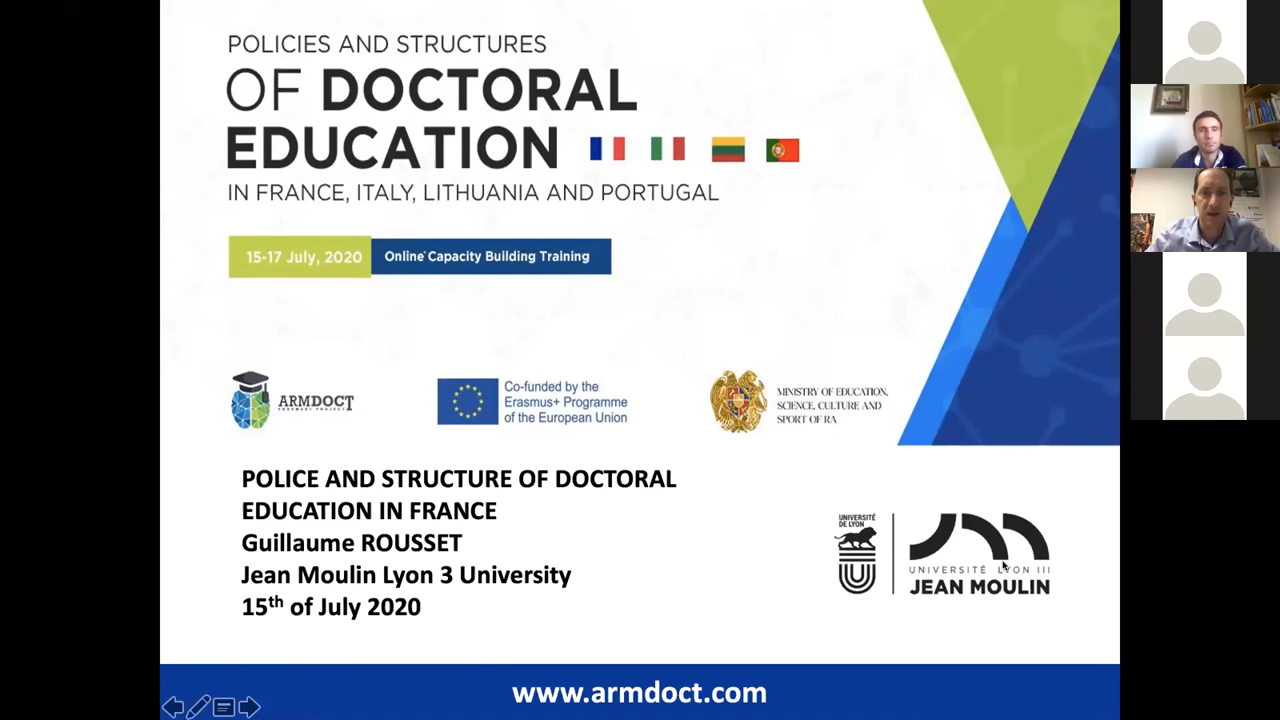 POLICIES AND STRUCTURES
OF DOCTORAL
EDUCATION
IN FRANCE, ITALY, LITHUANIA AND PORTUGAL
15-17 July, 2020
Online Capacity Building Training
ARMDOCT
ERASMUS+ PROJECT
Co-funded by the
Erasmus+ Programme
of the European Union
MINISTRY OF EDUCATION,
SCIENCE, CULTURE AND
SPORT OF RA
POLICE AND STRUCTURE OF DOCTORAL
EDUCATION IN FRANCE
Guillaume ROUSSET
Jean Moulin Lyon 3 University
15th of July 2020
UNIVERSITÉ
DE LYON
UNIVERSITÉ LYON III
JEAN MOULIN
www.armdoct.com